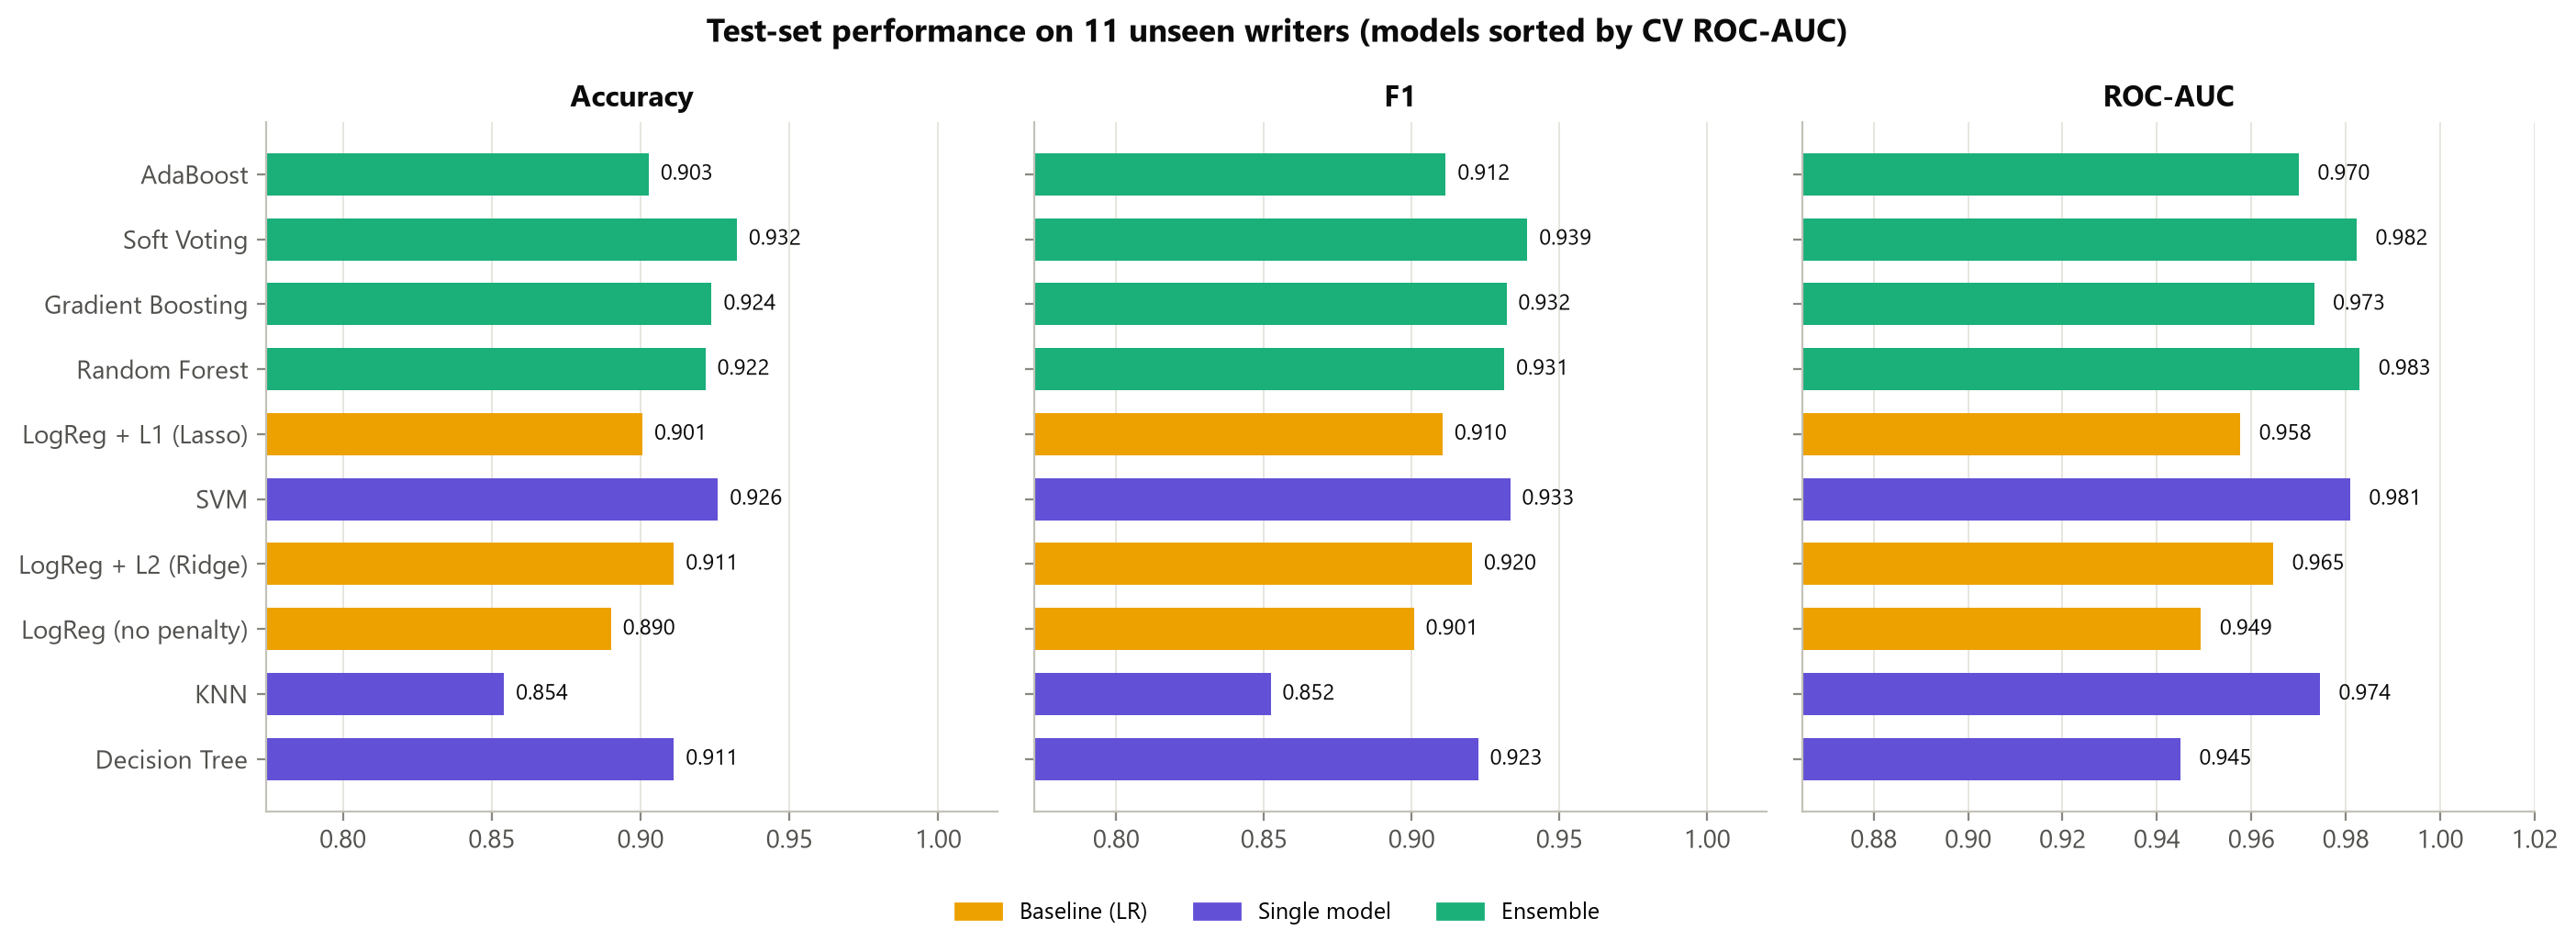 Test-set performance on 11 unseen writers (models sorted by CV ROC-AUC)
Accuracy
F1
ROC-AUC
AdaBoost 0.903 0.912 0.970
Soft Voting 0.932 0.939 0.982
Gradient Boosting 0.924 0.932 0.973
Random Forest 0.922 0.931 0.983
LogReg + L1 (Lasso) 0.901 0.910 0.958
SVM 0.926 0.933 0.981
LogReg + L2 (Ridge) 0.911 0.920 0.965
LogReg (no penalty) 0.890 0.901 0.949
KNN 0.854 0.852 0.974
Decision Tree 0.911 0.923 0.945
0.80 0.85 0.90 0.95 1.00
0.80 0.85 0.90 0.95 1.00
0.88 0.90 0.92 0.94 0.96 0.98 1.00 1.02
Baseline (LR) Single model Ensemble